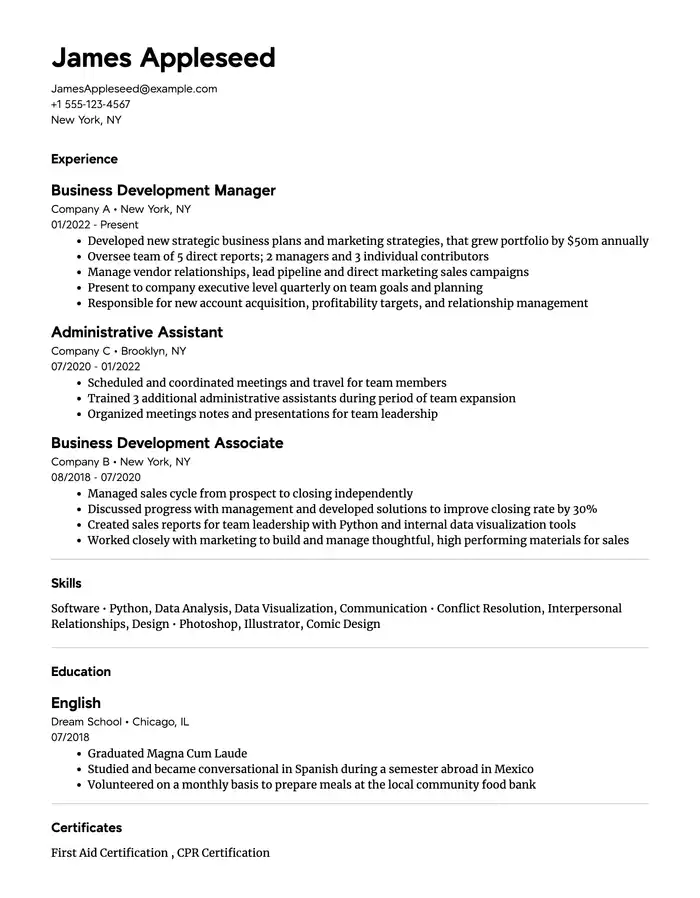 James Appleseed
JamesAppleseed@example.com
+1 555-123-4567
New York, NY
Experience
Business Development Manager
Company A • New York, NY
01/2022 - Present
• Developed new strategic business plans and marketing strategies, that grew portfolio by $50m annually
• Oversee team of 5 direct reports; 2 managers and 3 individual contributors
• Manage vendor relationships, lead pipeline and direct marketing sales campaigns
• Present to company executive level quarterly on team goals and planning
• Responsible for new account acquisition, profitability targets, and relationship management
Administrative Assistant
Company C • Brooklyn, NY
07/2020 - 01/2022
• Scheduled and coordinated meetings and travel for team members
• Trained 3 additional administrative assistants during period of team expansion
• Organized meetings notes and presentations for team leadership
Business Development Associate
Company B • New York, NY
08/2018 - 07/2020
• Managed sales cycle from prospect to closing independently
• Discussed progress with management and developed solutions to improve closing rate by 30%
• Created sales reports for team leadership with Python and internal data visualization tools
• Worked closely with marketing to build and manage thoughtful, high performing materials for sales
Skills
Software • Python, Data Analysis, Data Visualization, Communication • Conflict Resolution, Interpersonal
Relationships, Design • Photoshop, Illustrator, Comic Design
Education
English
Dream School • Chicago, IL
07/2018
• Graduated Magna Cum Laude
• Studied and became conversational in Spanish during a semester abroad in Mexico
• Volunteered on a monthly basis to prepare meals at the local community food bank
Certificates
First Aid Certification , CPR Certification